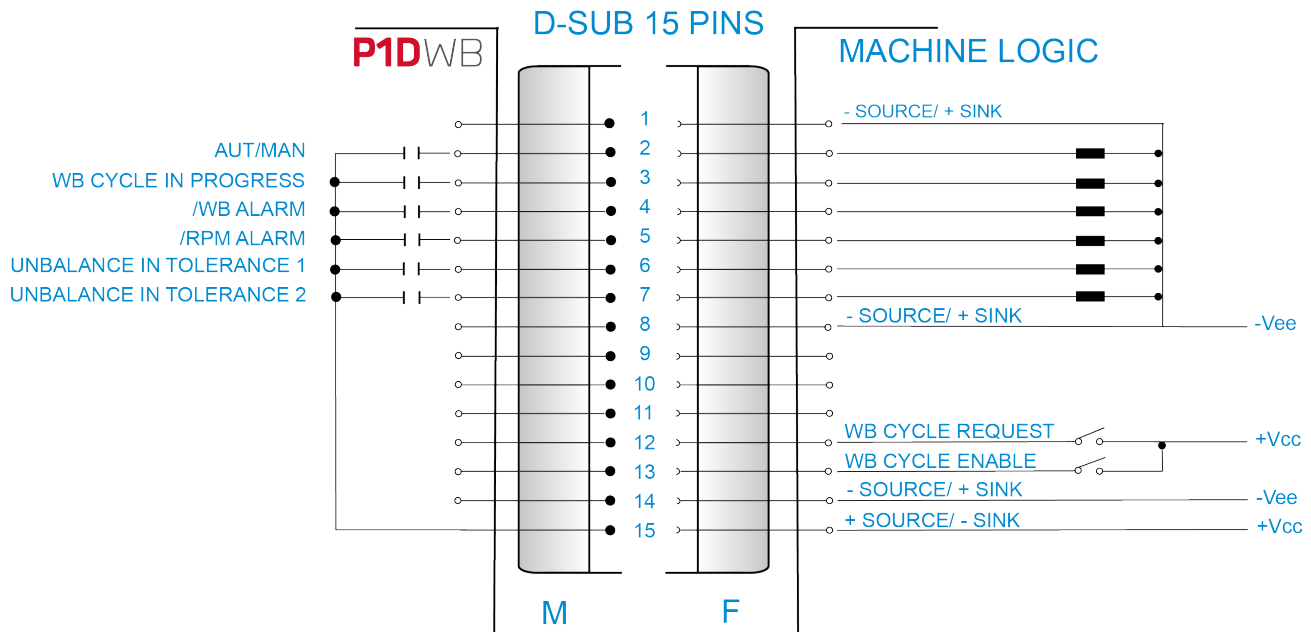 D-SUB 15 PINS
P1DWB
MACHINE LOGIC
1
- SOURCE/ + SINK
AUT/MAN
2
WB CYCLE IN PROGRESS
3
/WB ALARM
4
/RPM ALARM
5
UNBALANCE IN TOLERANCE 1
6
UNBALANCE IN TOLERANCE 2
7
8
- SOURCE/ + SINK
-Vee
9
10
11
12
WB CYCLE REQUEST
+Vcc
13
WB CYCLE ENABLE
14
- SOURCE/ + SINK
-Vee
15
+ SOURCE/ - SINK
+Vcc
M
F